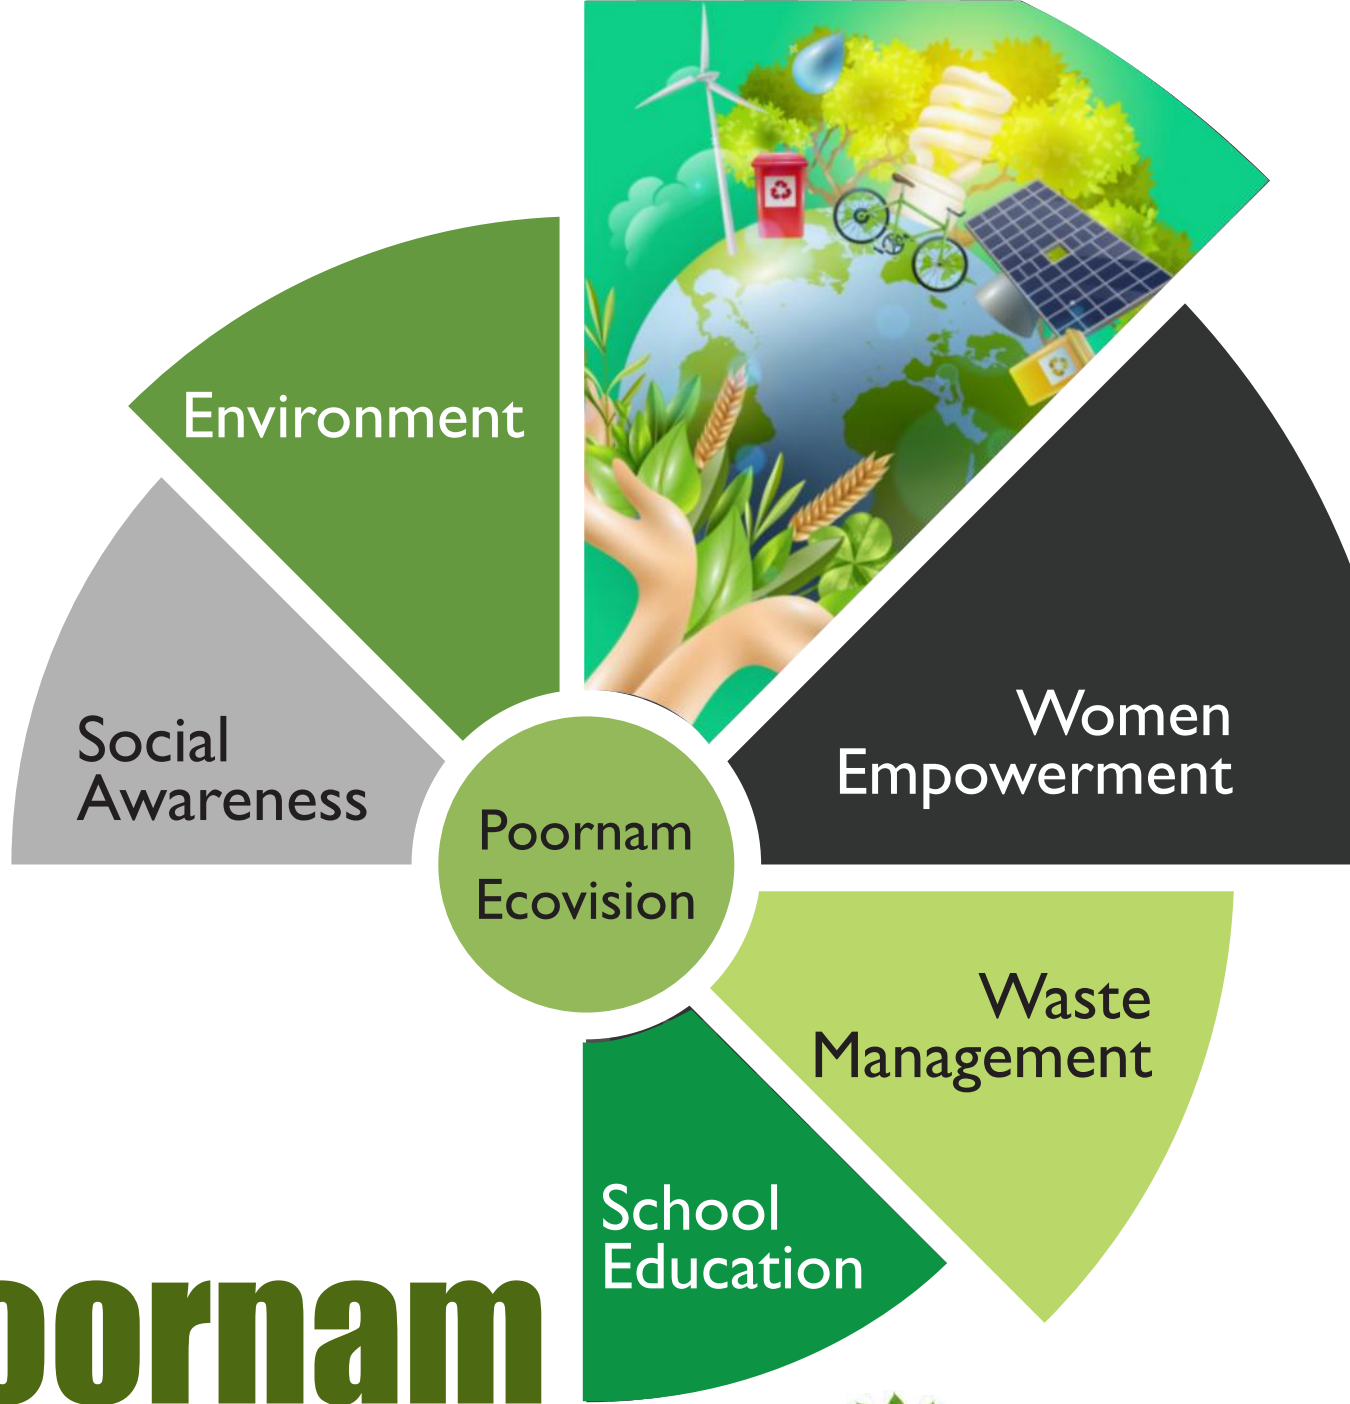 Environment
Social
Awareness
Women
Empowerment
Poornam
Ecovision
Waste
Management
School
Education
oornam